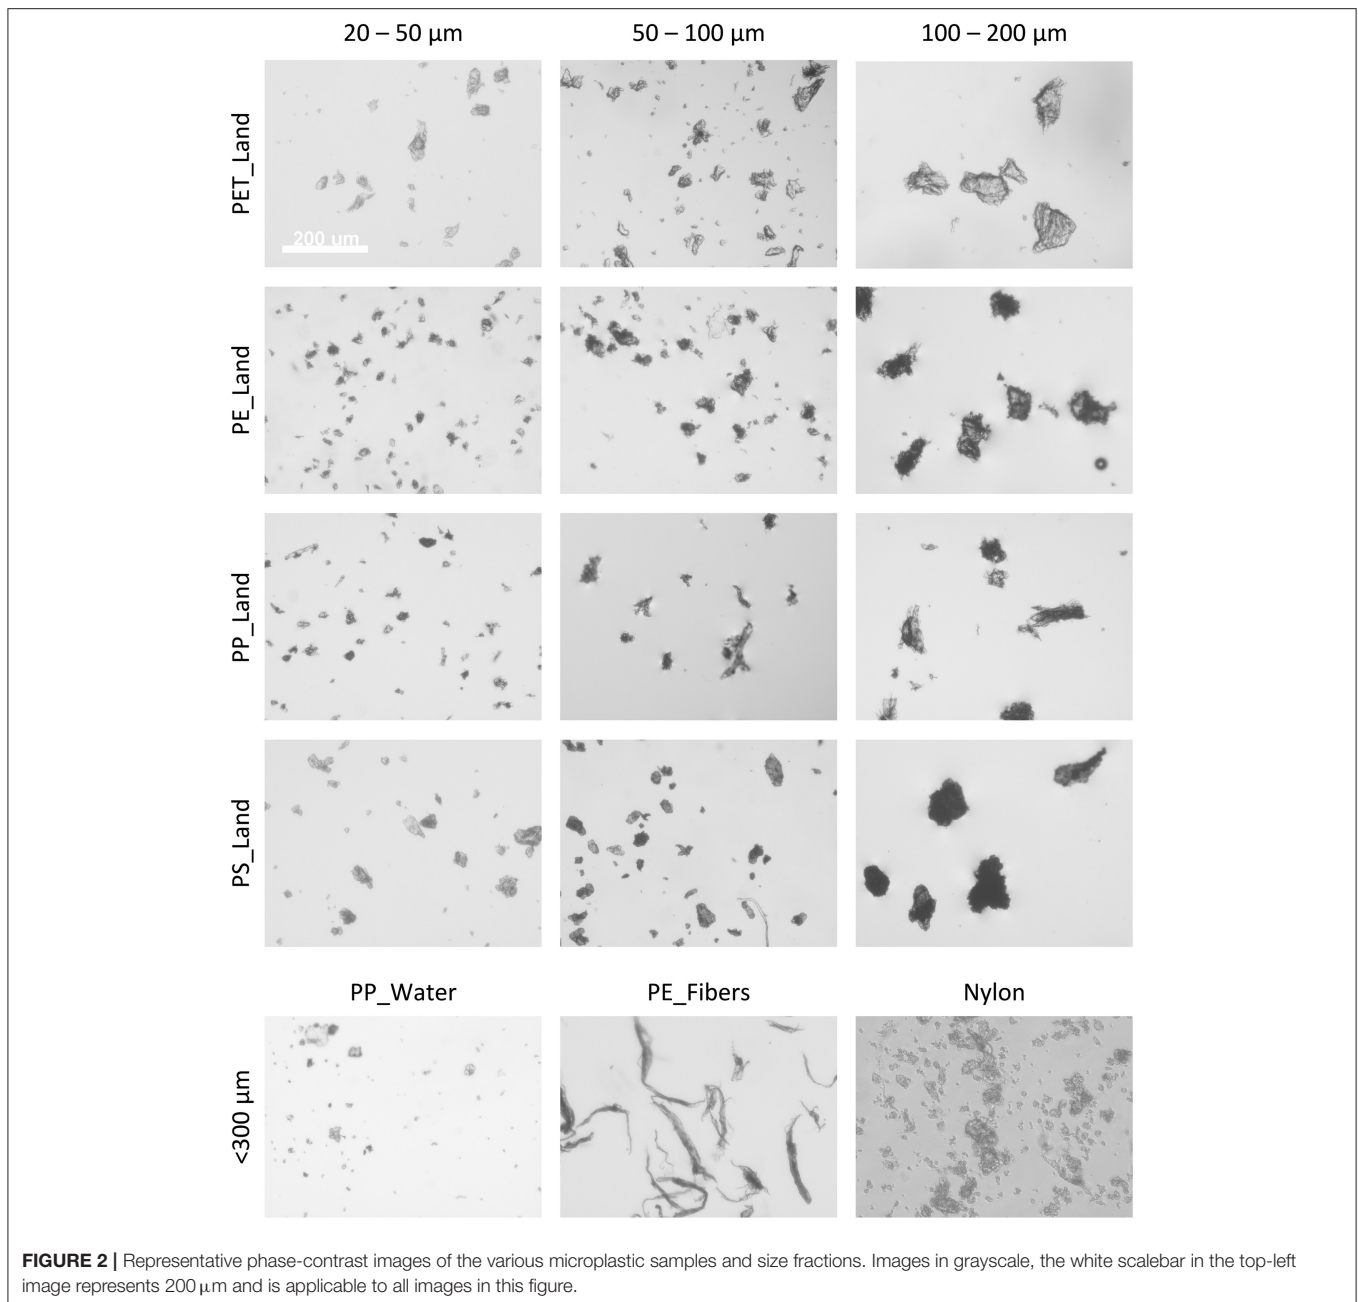 20 – 50 µm
50 – 100 µm
100 – 200 µm
PET_Land
200 um
PE_Land
PP_Land
PS_Land
PP_Water
PE_Fibers
Nylon
<300 µm
FIGURE 2 | Representative phase-contrast images of the various microplastic samples and size fractions. Images in grayscale, the white scalebar in the top-left
image represents 200 µm and is applicable to all images in this figure.